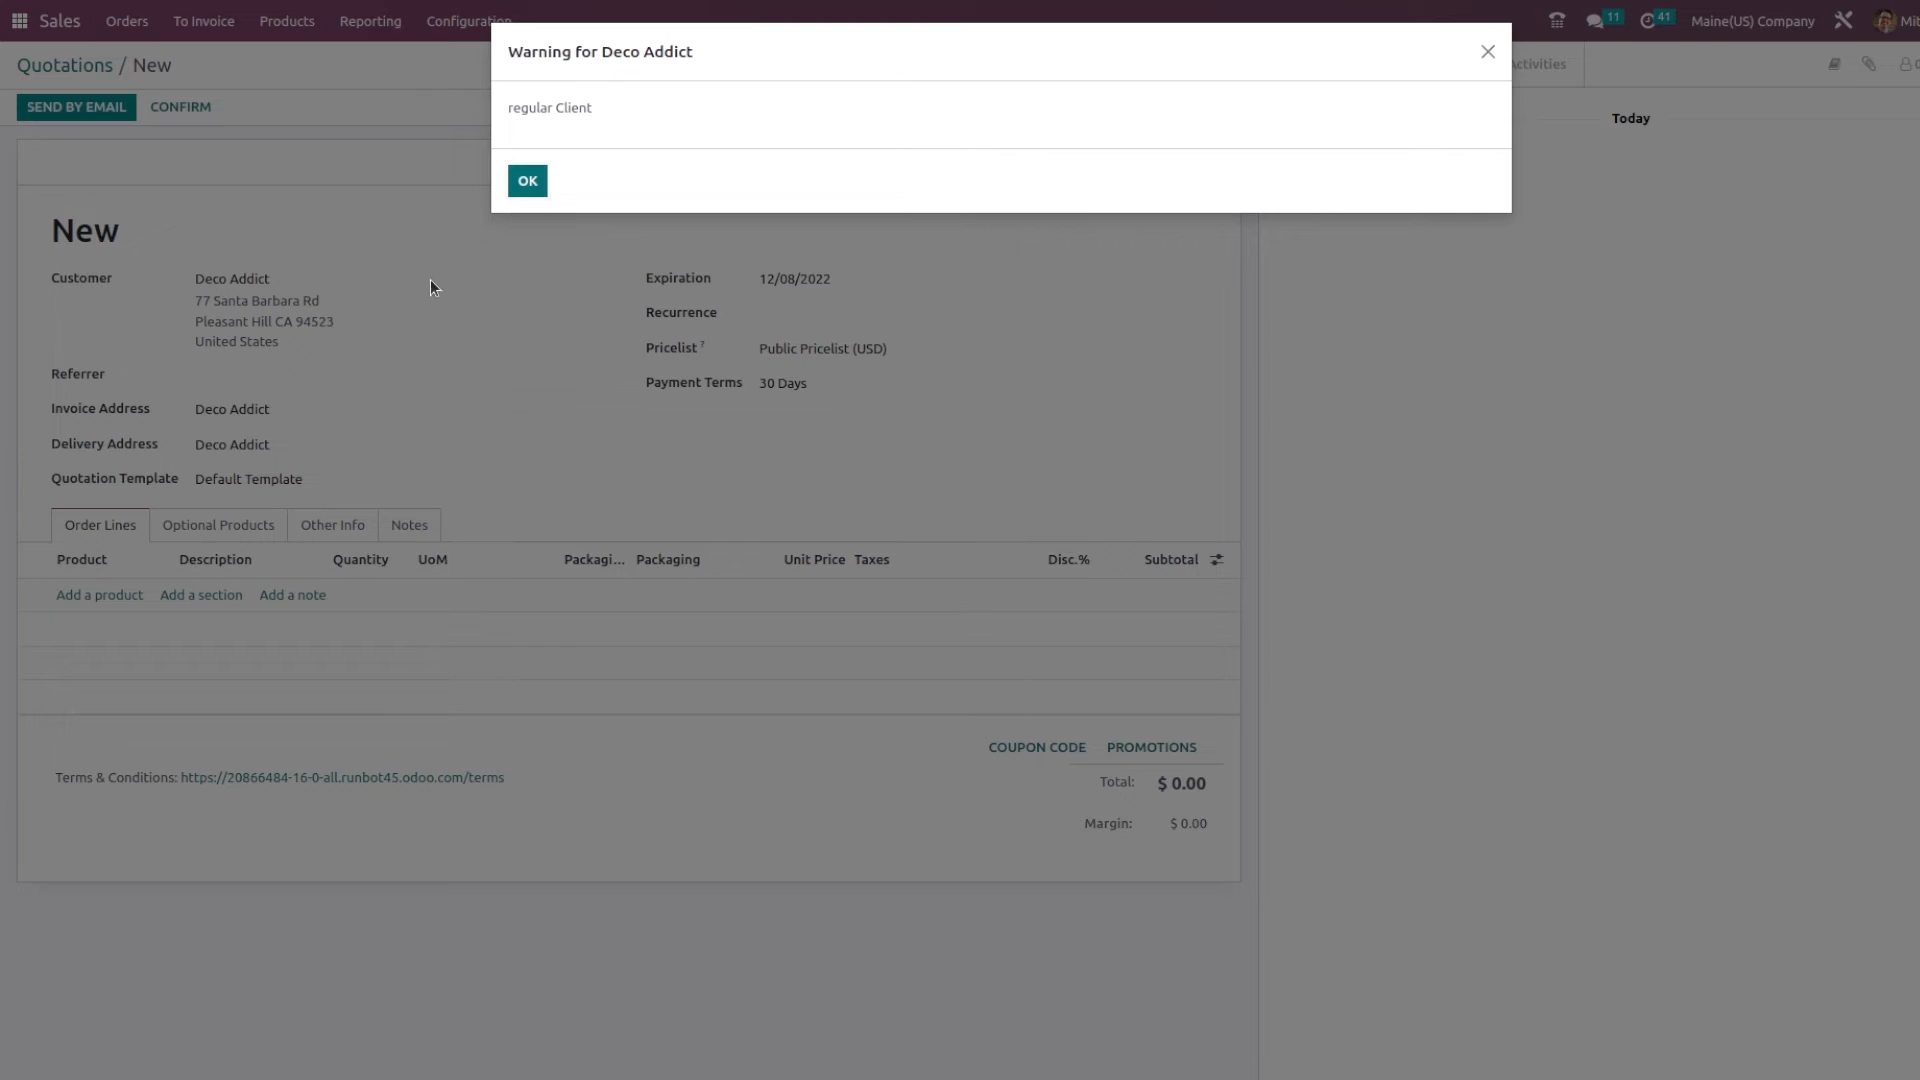 Sales Orders To Invoice Products Reporting Configuration 11 41 Maine(US) Company
Warning for Deco Addict
Quotations / New Activities
SEND BY EMAIL CONFIRM
regular Client
Today
OK
New
Customer Deco Addict
77 Santa Barbara Rd
Pleasant Hill CA 94523
United States
Expiration 12/08/2022
Recurrence
Pricelist ? Public Pricelist (USD)
Payment Terms 30 Days
Referrer
Invoice Address Deco Addict
Delivery Address Deco Addict
Quotation Template Default Template
Order Lines Optional Products Other Info Notes
Product Description Quantity UoM Packagi... Packaging Unit Price Taxes Disc.% Subtotal
Add a product Add a section Add a note
COUPON CODE PROMOTIONS
Terms & Conditions: https://20866484-16-0-all.runbot45.odoo.com/terms
Total: $ 0.00
Margin: $ 0.00